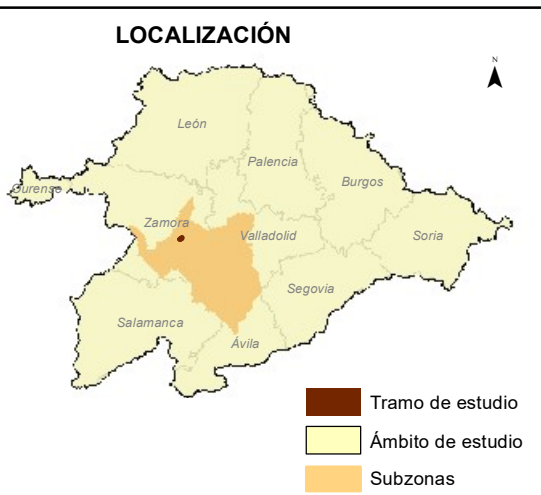 LOCALIZACIÓN
N
León
Palencia
Burgos
Ourense
Zamora
Valladolid
Soria
Segovia
Salamanca
Ávila
Tramo de estudio
Ámbito de estudio
Subzonas